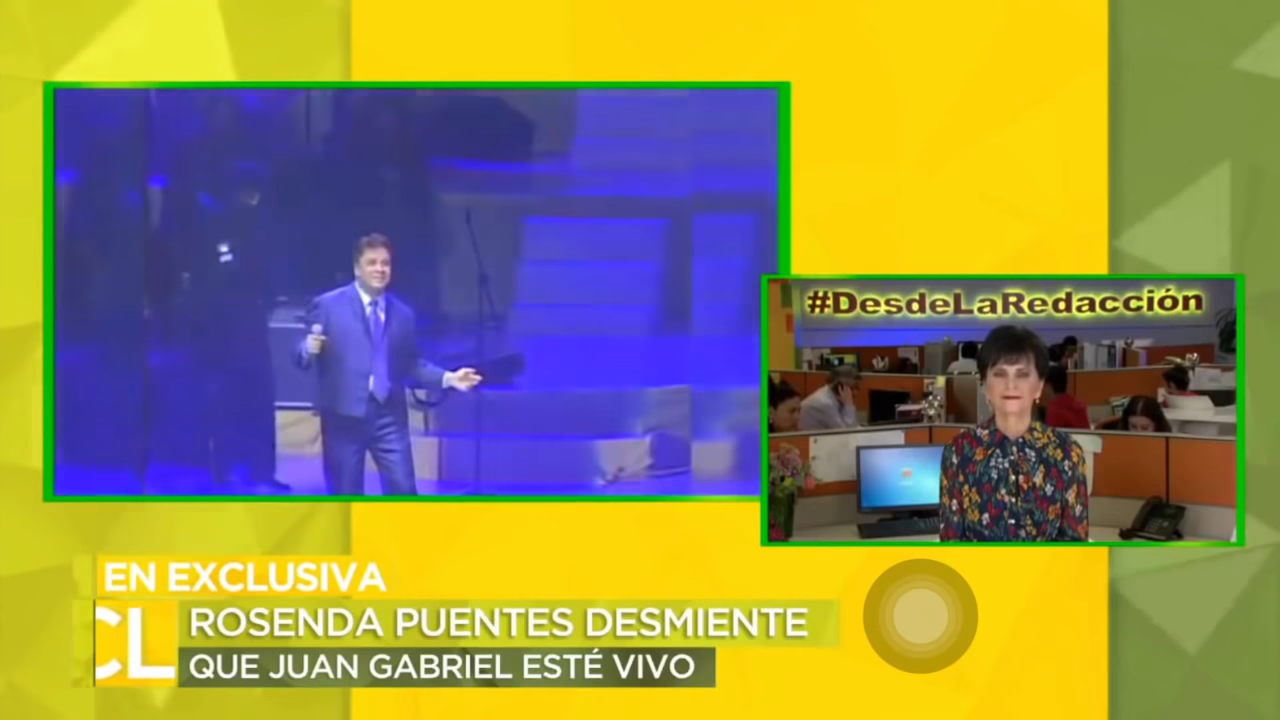 #DesdeLaRedacción
EN EXCLUSIVA
CL
ROSENDA PUENTES DESMIENTE
QUE JUAN GABRIEL ESTÉ VIVO